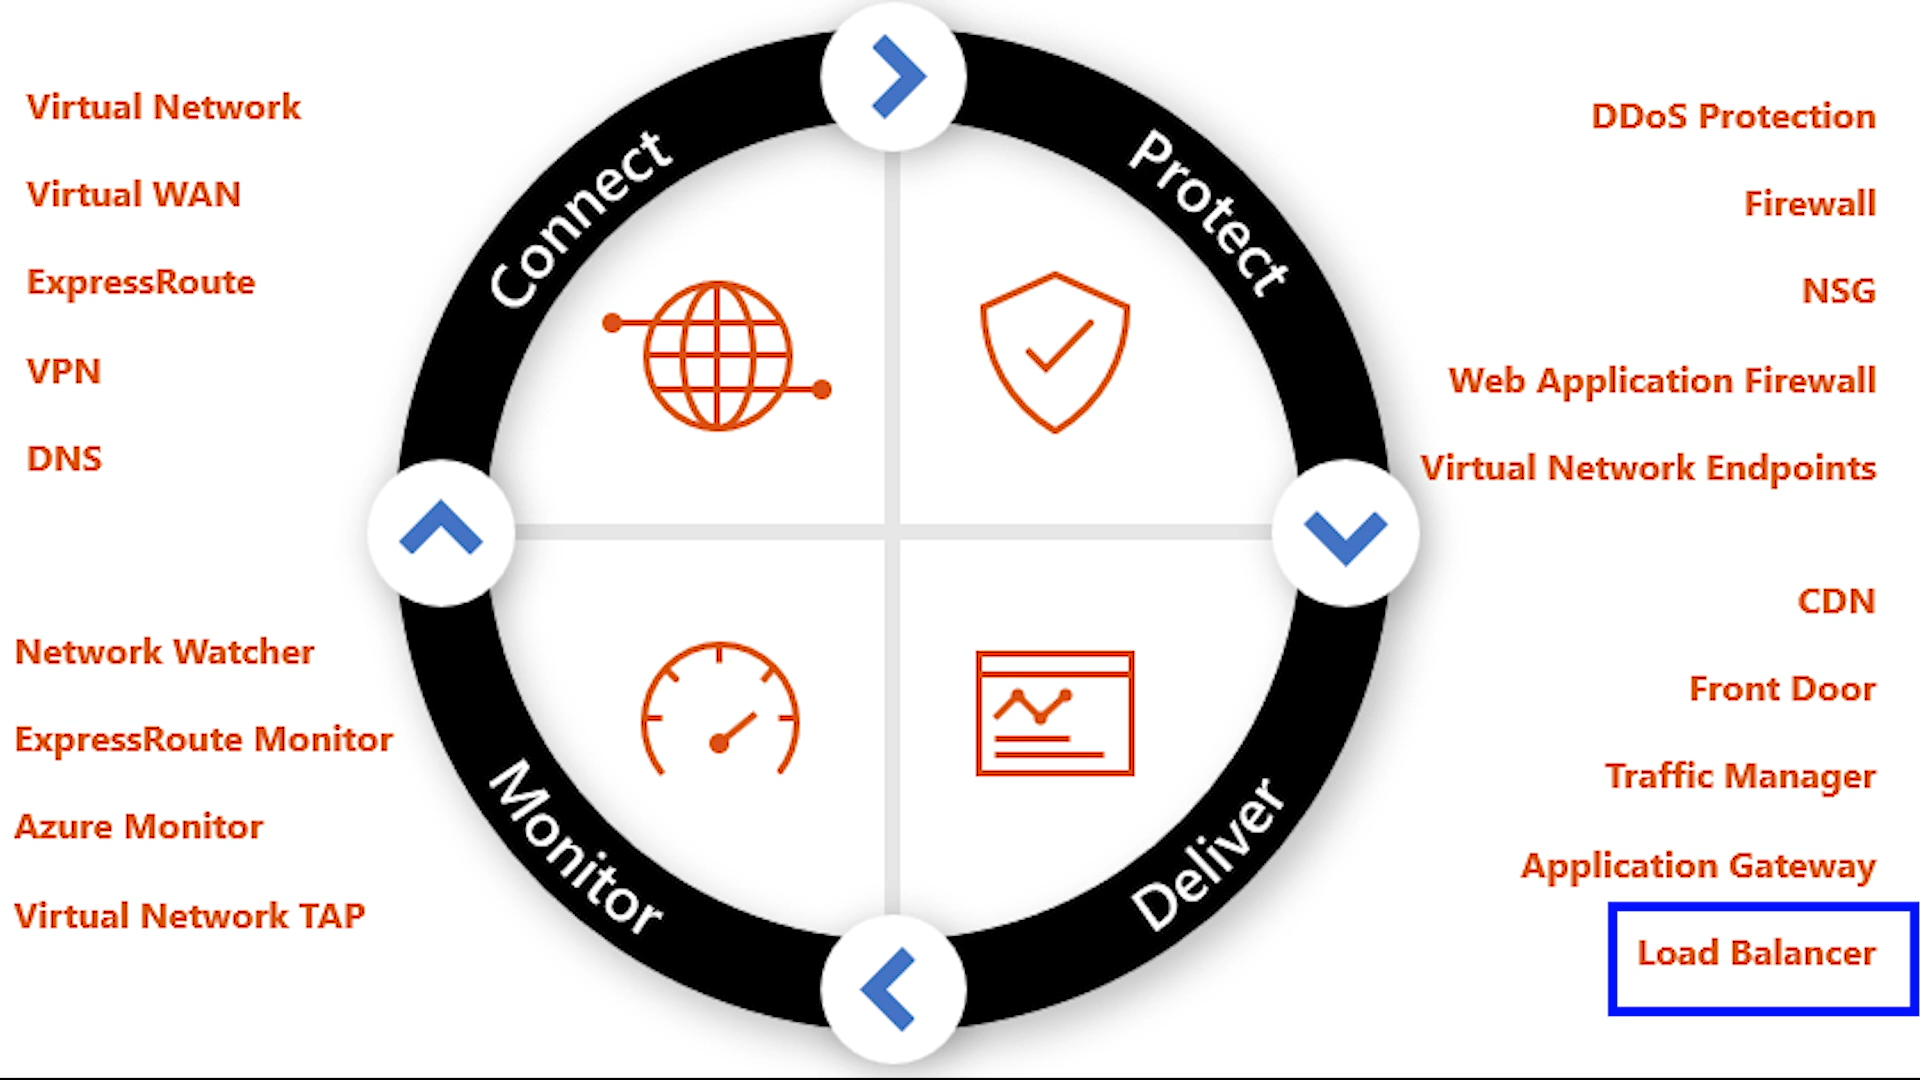 Virtual Network
Virtual WAN
ExpressRoute
VPN
DNS
Connect
Protect
DDoS Protection
Firewall
NSG
Web Application Firewall
Virtual Network Endpoints
Network Watcher
ExpressRoute Monitor
Azure Monitor
Virtual Network TAP
Monitor
Deliver
CDN
Front Door
Traffic Manager
Application Gateway
Load Balancer